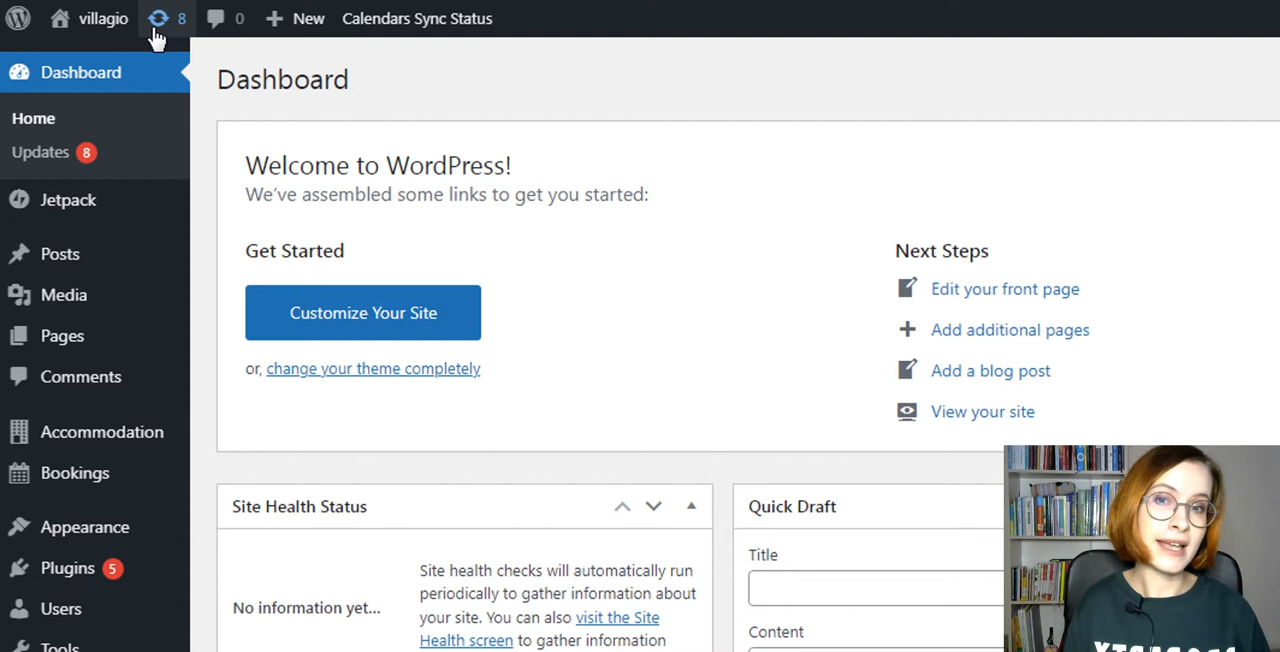 villagio 8 0 New Calendars Sync Status
Dashboard
Home
Updates 8
Jetpack
Posts
Media
Pages
Comments
Accommodation
Bookings
Appearance
Plugins 5
Users
Tools
Dashboard
Welcome to WordPress!
We've assembled some links to get you started:
Get Started
Customize Your Site
or, change your theme completely
Next Steps
Edit your front page
Add additional pages
Add a blog post
View your site
Site Health Status
No information yet...
Site health checks will automatically run
periodically to gather information about
your site. You can also visit the Site
Health screen to gather information
Quick Draft
Title
Content